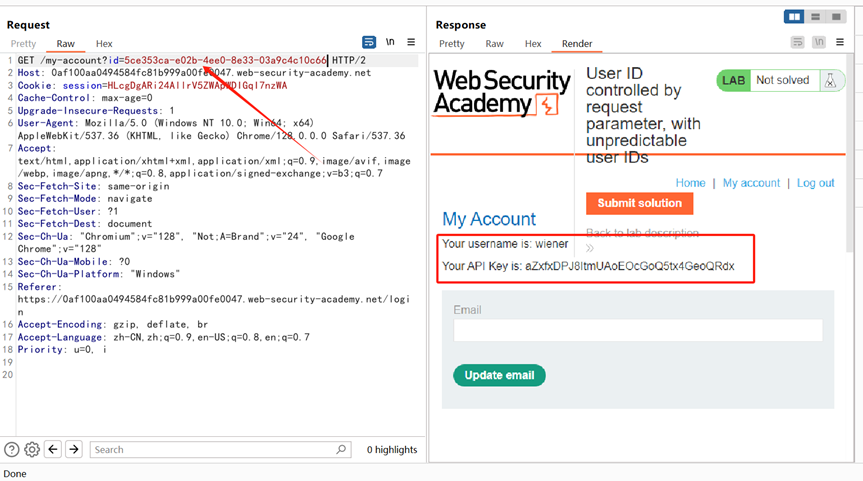 Request
Pretty Raw Hex
\n
1 GET /my-account?id=5ce353ca-e02b-4ee0-8e33-03a9c4c10c66 HTTP/2
2 Host: 0af100aa0494584fc81b999a00fe0047.web-security-academy.net
3 Cookie: session=
4 Cache-Control: max-age=0
5 Upgrade-Insecure-Requests: 1
6 User-Agent: Mozilla/5.0 (Windows NT 10.0; Win64; x64)
AppleWebKit/537.36 (KHTML, like Gecko) Chrome/128.0.0.0 Safari/537.36
7 Accept:
text/html,application/xhtml+xml,application/xml;q=0.9,image/avif,image
/webp,image/apng,*/*;q=0.8,application/signed-exchange;v=b3;q=0.7
8 Sec-Fetch-Site: same-origin
9 Sec-Fetch-Mode: navigate
10 Sec-Fetch-User: ?1
11 Sec-Fetch-Dest: document
12 Sec-Ch-Ua: "Chromium";v="128", "Not;A=Brand";v="24", "Google
Chrome";v="128"
13 Sec-Ch-Ua-Mobile: ?0
14 Sec-Ch-Ua-Platform: "Windows"
15 Referer:
https://0af100aa0494584fc81b999a00fe0047.web-security-academy.net/logi
n
16 Accept-Encoding: gzip, deflate, br
17 Accept-Language: zh-CN,zh;q=0.9,en-US;q=0.8,en;q=0.7
18 Priority: u=0, i
19
20
Search
0 highlights
Done
Response
Pretty Raw Hex Render
\n
Web Security
Academy
User ID
controlled by
request
parameter, with
unpredictable
user IDs
LAB Not solved
Home | My account | Log out
Submit solution
Back to lab description
My Account
Your username is: wiener
Your API Key is: aZxfxDPJ8ItmUAoEOcGoQ5tx4GeoQRdx
Email
Update email